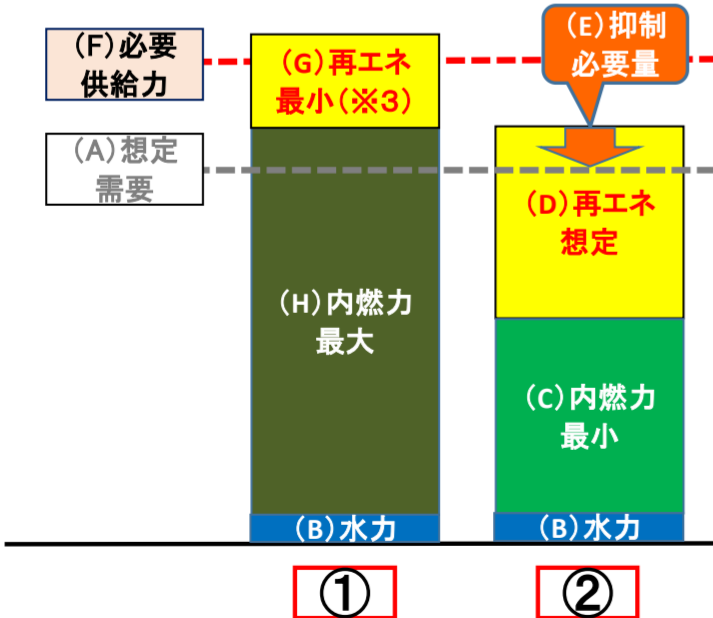 (F)必要
供給力
(A)想定
需要
(G)再エネ
最小(※3)
(H)内燃力
最大
(B)水力
①
(E)抑制
必要量
(D)再エネ
想定
(C)内燃力
最小
(B)水力
②